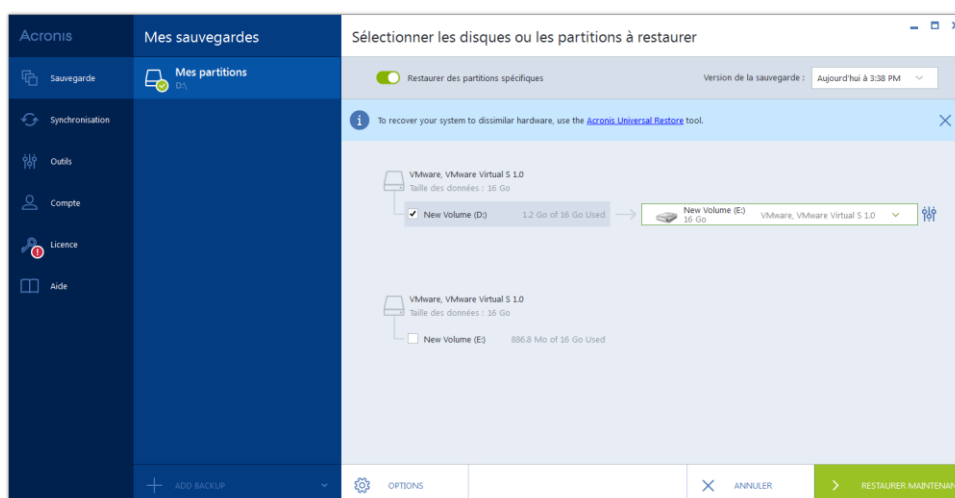 Acronis
Mes sauvegardes
Sélectionner les disques ou les partitions à restaurer
Sauvegarde
Mes partitions
D:\
Restaurer des partitions spécifiques
Version de la sauvegarde :
Aujourd'hui à 3:38 PM
Synchronisation
To recover your system to dissimilar hardware, use the Acronis Universal Restore tool.
Outils
Compte
Licence
Aide
VMware, VMware Virtual S 1.0
Taille des données : 16 Go
New Volume (D:)
1.2 Go of 16 Go Used
New Volume (E:)
16 Go
VMware, VMware Virtual S 1.0
VMware, VMware Virtual S 1.0
Taille des données : 16 Go
New Volume (E:)
886.8 Mo of 16 Go Used
ADD BACKUP
OPTIONS
ANNULER
RESTAURER MAINTENAN